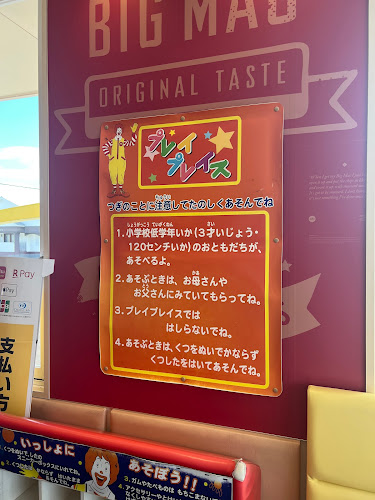 BIG MAC
ORIGINAL TASTE
プレイ
プレイス
つぎのことに注意してたのしくあそんでね
1.小学校低学年いか(3才いじょう・
120センチいか)のおともだちが、
あそべるよ。
2.あそぶときは、お母さんや
お父さんにみていてもらってね。
3.プレイプレイスでは
はしらないでね。
4.あそぶときは、くつをぬいでかならず
くつしたをはいてあそんでね。
R Pay
支払い方
いっしょに
あそぼう!!